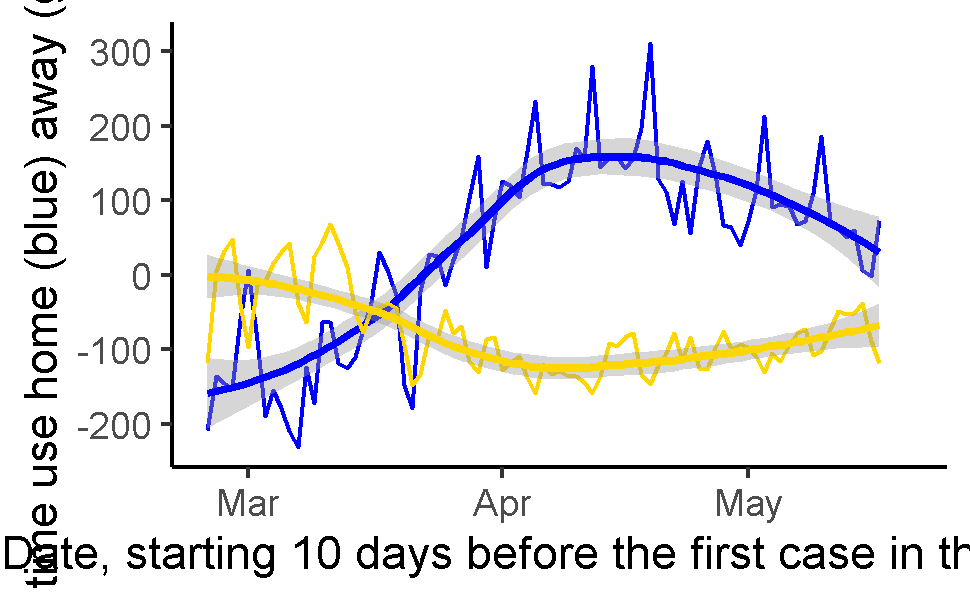 time use home (blue) away (
300
200
100
0
-100
-200
Mar Apr May
Date, starting 10 days before the first case in th